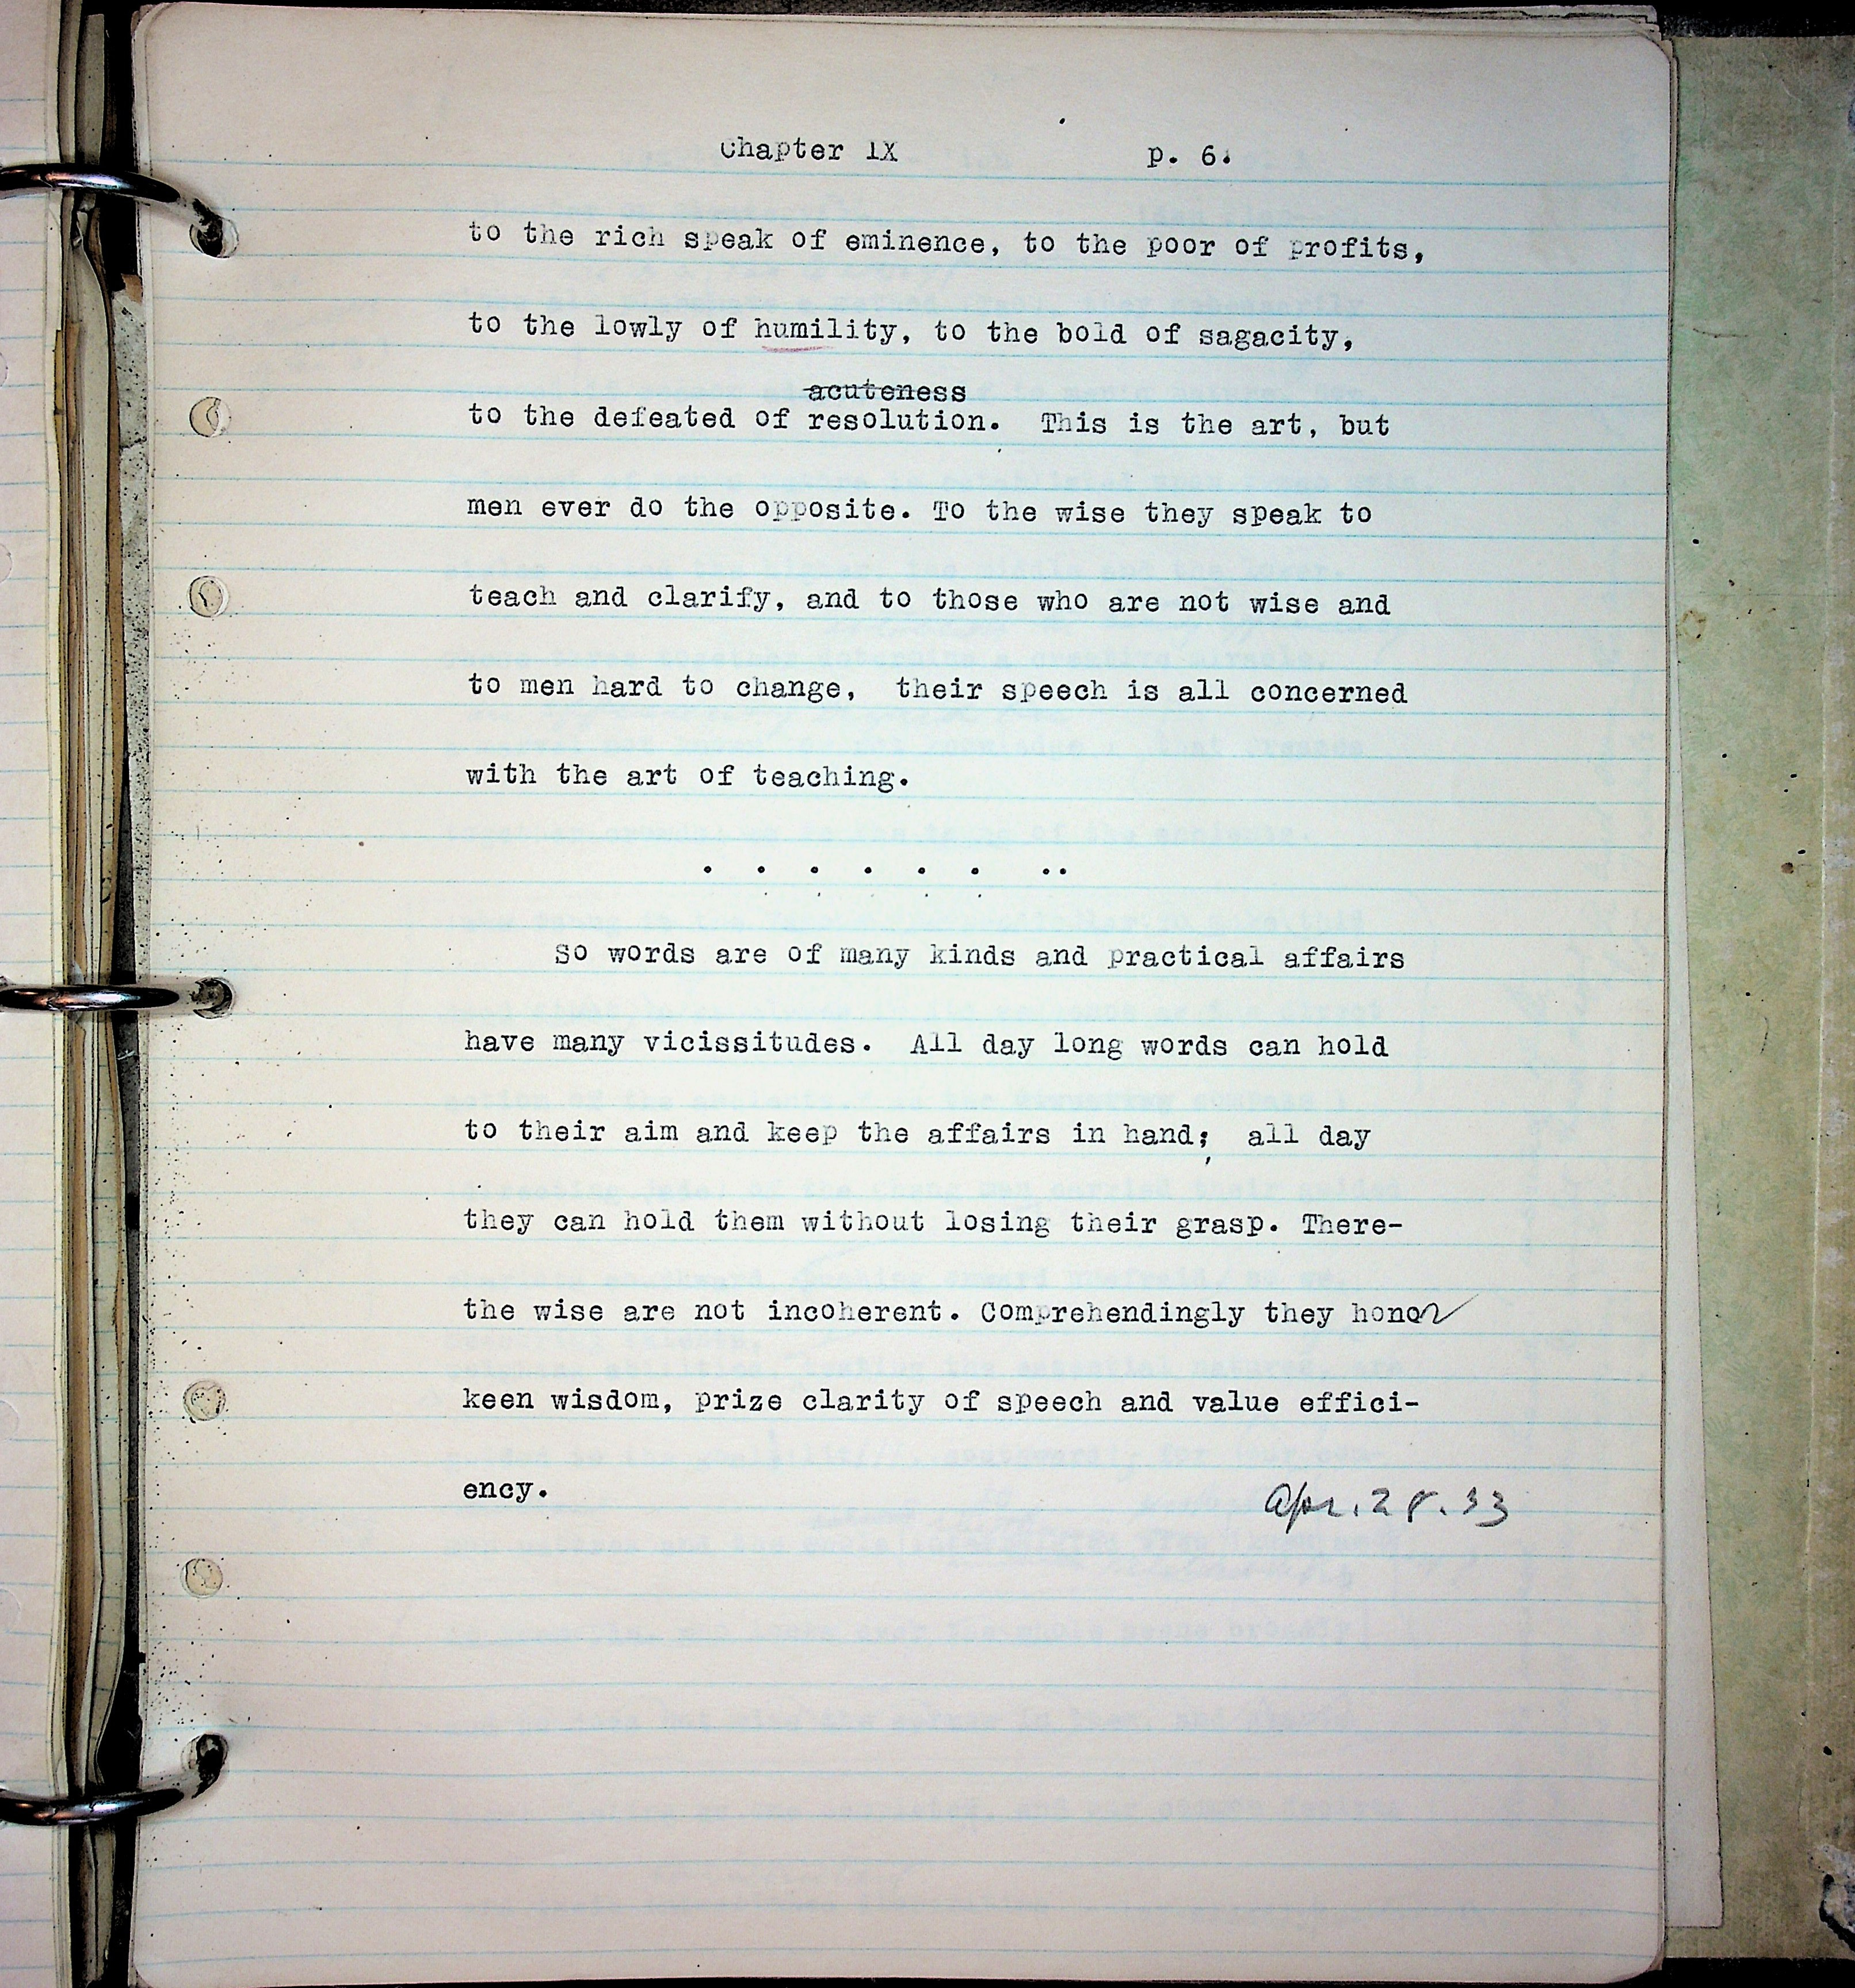 Chapter IX p. 6.
to the rich speak of eminence, to the poor of profits,
to the lowly of humility, to the bold of sagacity,
acuteness
to the defeated of resolution. This is the art, but
men ever do the opposite. To the wise they speak to
teach and clarify, and to those who are not wise and
to men hard to change, their speech is all concerned
with the art of teaching.
. . . . . . ..
So words are of many kinds and practical affairs
have many vicissitudes. All day long words can hold
to their aim and keep the affairs in hand; all day
they can hold them without losing their grasp. There-
the wise are not incoherent. Comprehendingly they honor
keen wisdom, prize clarity of speech and value effici-
ency.
Apr. 28. 33